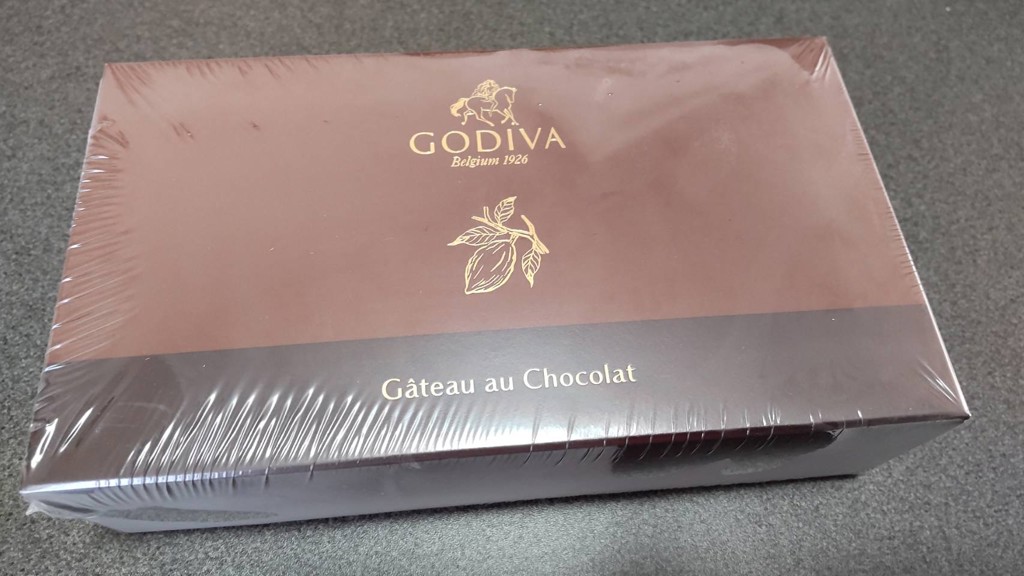 GODIVA
Belgium 1926
Gâteau au Chocolat